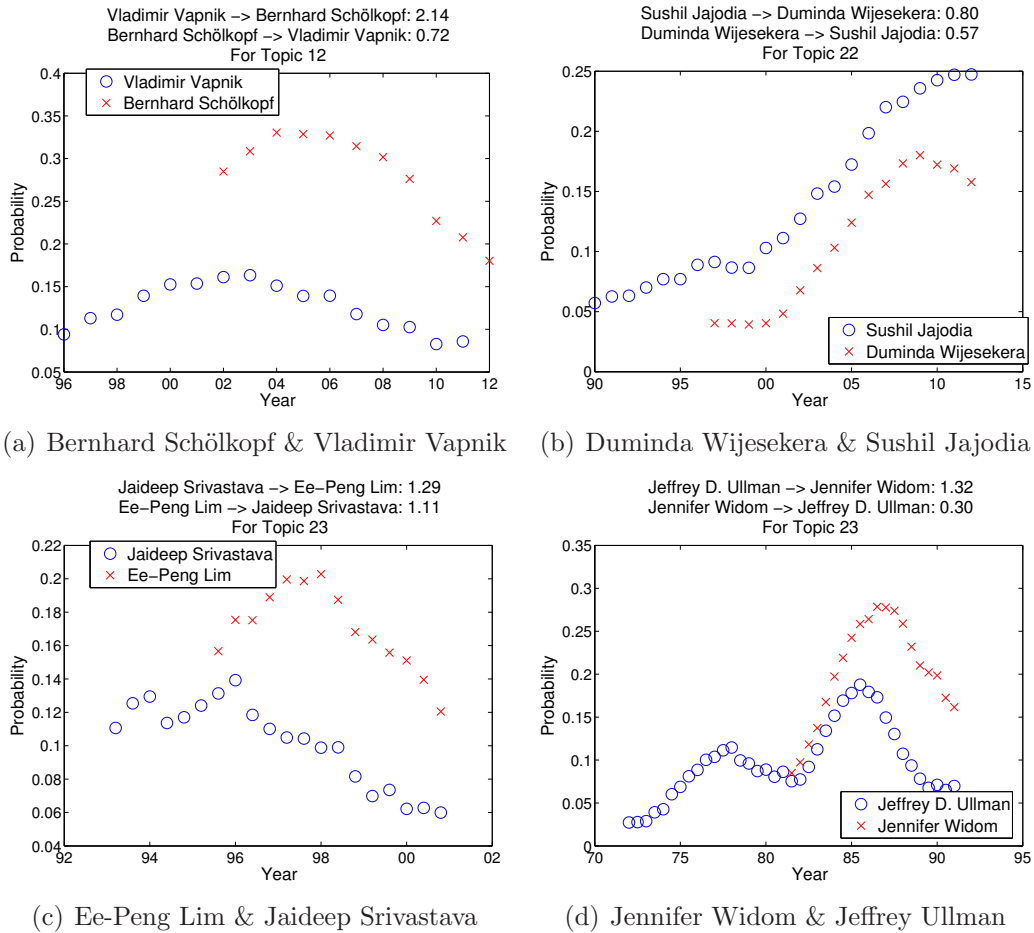 Vladimir Vapnik −> Bernhard Schölkopf: 2.14
Bernhard Schölkopf −> Vladimir Vapnik: 0.72
For Topic 12
0.4
0.35
0.3
0.25
0.2
0.15
0.1
0.05
Probability
Vladimir Vapnik
Bernhard Schölkopf
96 98 00 02 04 06 08 10 12
Year
(a) Bernhard Schölkopf & Vladimir Vapnik
Sushil Jajodia −> Duminda Wijesekera: 0.80
Duminda Wijesekera −> Sushil Jajodia: 0.57
For Topic 22
0.25
0.2
0.15
0.1
0.05
0
Probability
Sushil Jajodia
Duminda Wijesekera
90 95 00 05 10 15
Year
(b) Duminda Wijesekera & Sushil Jajodia
Jaideep Srivastava −> Ee−Peng Lim: 1.29
Ee−Peng Lim −> Jaideep Srivastava: 1.11
For Topic 23
0.22
0.2
0.18
0.16
0.14
0.12
0.1
0.08
0.06
0.04
Probability
Jaideep Srivastava
Ee−Peng Lim
92 94 96 98 00 02
Year
(c) Ee-Peng Lim & Jaideep Srivastava
Jeffrey D. Ullman −> Jennifer Widom: 1.32
Jennifer Widom −> Jeffrey D. Ullman: 0.30
For Topic 23
0.35
0.3
0.25
0.2
0.15
0.1
0.05
0
Probability
Jeffrey D. Ullman
Jennifer Widom
70 75 80 85 90 95
Year
(d) Jennifer Widom & Jeffrey Ullman